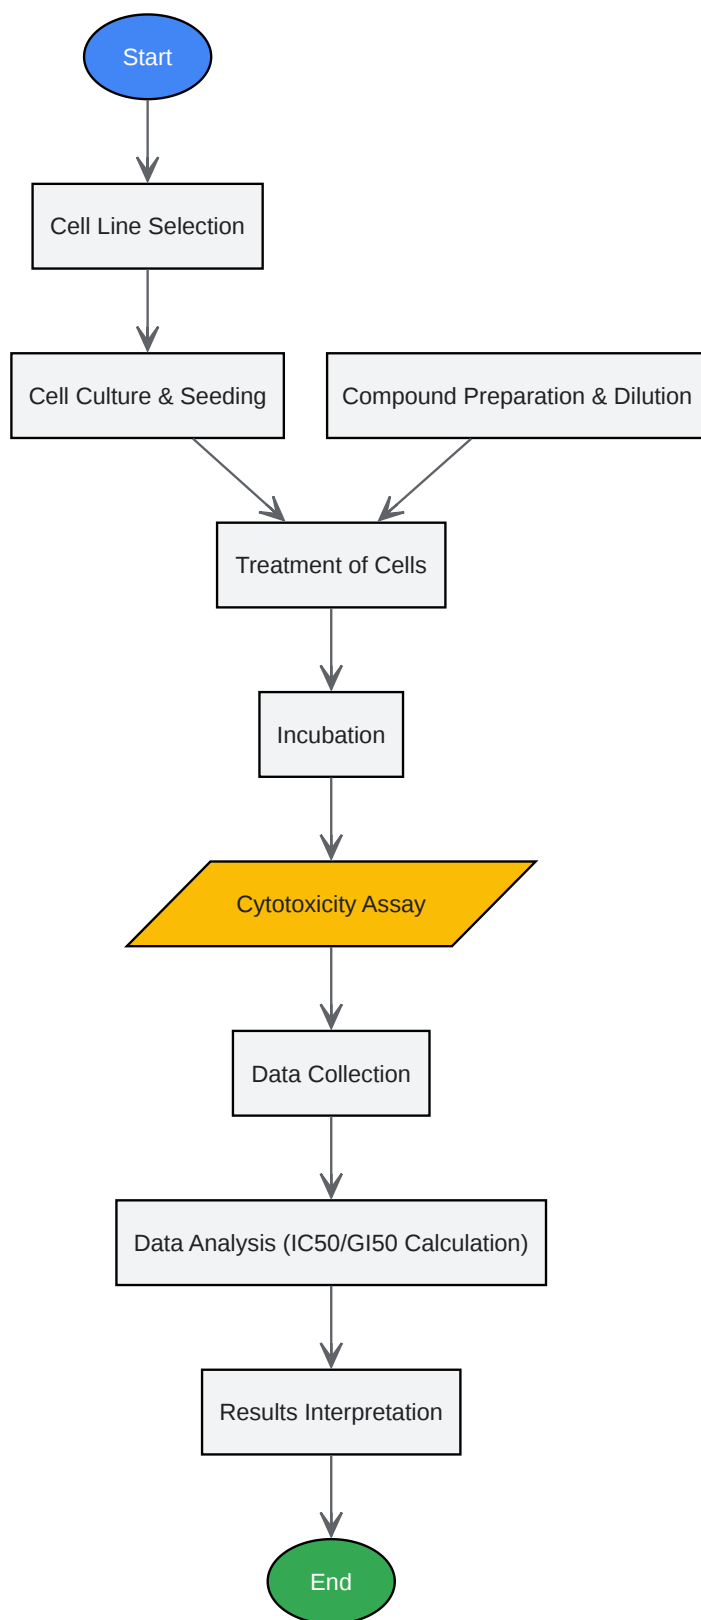 Start
Cell Line Selection
Cell Culture & Seeding
Compound Preparation & Dilution
Treatment of Cells
Incubation
Cytotoxicity Assay
Data Collection
Data Analysis (IC50/GI50 Calculation)
Results Interpretation
End